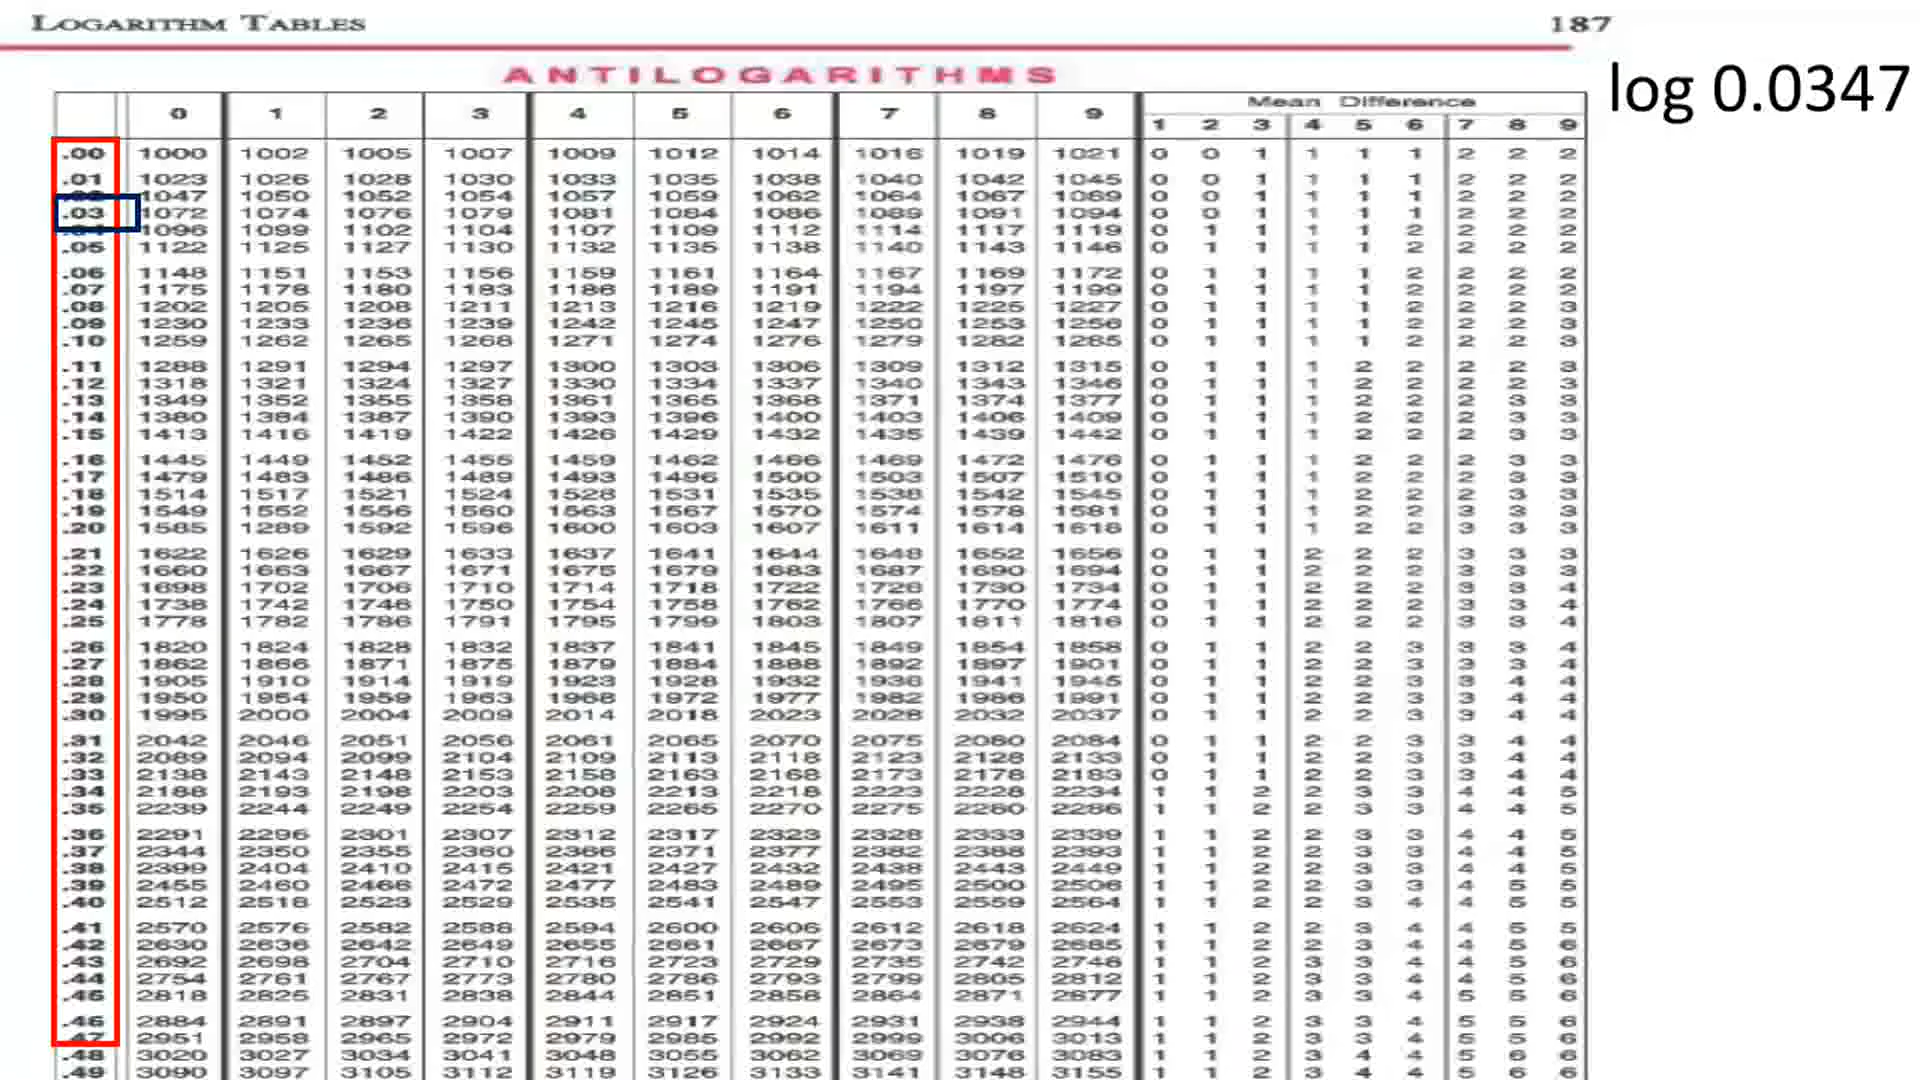 LOGARITHM TABLES 187
ANTILOGARITHMS
log 0.0347
Mean Difference
0 1 2 3 4 5 6 7 8 9 1 2 3 4 5 6 7 8 9
.00 1000 1002 1005 1007 1009 1012 1014 1016 1019 1021 0 0 1 1 1 1 2 2 2
.01 1023 1026 1028 1030 1033 1035 1038 1040 1042 1045 0 0 1 1 1 1 2 2 2
.02 1047 1050 1052 1054 1057 1059 1062 1064 1067 1069 0 0 1 1 1 1 2 2 2
.03 1072 1074 1076 1079 1081 1084 1086 1089 1091 1094 0 0 1 1 1 1 2 2 2
.04 1096 1099 1102 1104 1107 1109 1112 1114 1117 1119 0 1 1 1 1 2 2 2 2
.05 1122 1125 1127 1130 1132 1135 1138 1140 1143 1146 0 1 1 1 1 2 2 2 2
.06 1148 1151 1153 1156 1159 1161 1164 1167 1169 1172 0 1 1 1 1 2 2 2 2
.07 1175 1178 1180 1183 1186 1189 1191 1194 1197 1199 0 1 1 1 1 2 2 2 2
.08 1202 1205 1208 1211 1213 1216 1219 1222 1225 1227 0 1 1 1 1 2 2 2 3
.09 1230 1233 1236 1239 1242 1245 1247 1250 1253 1256 0 1 1 1 1 2 2 2 3
.10 1259 1262 1265 1268 1271 1274 1276 1279 1282 1285 0 1 1 1 1 2 2 2 3
.11 1288 1291 1294 1297 1300 1303 1306 1309 1312 1315 0 1 1 1 2 2 2 2 3
.12 1318 1321 1324 1327 1330 1334 1337 1340 1343 1346 0 1 1 1 2 2 2 2 3
.13 1349 1352 1355 1358 1361 1365 1368 1371 1374 1377 0 1 1 1 2 2 2 3 3
.14 1380 1384 1387 1390 1393 1396 1400 1403 1406 1409 0 1 1 1 2 2 2 3 3
.15 1413 1416 1419 1422 1426 1429 1432 1435 1439 1442 0 1 1 1 2 2 2 3 3
.16 1445 1449 1452 1455 1459 1462 1466 1469 1472 1476 0 1 1 1 2 2 2 3 3
.17 1479 1483 1486 1489 1493 1496 1500 1503 1507 1510 0 1 1 1 2 2 2 3 3
.18 1514 1517 1521 1524 1528 1531 1535 1538 1542 1545 0 1 1 1 2 2 2 3 3
.19 1549 1552 1556 1560 1563 1567 1570 1574 1578 1581 0 1 1 1 2 2 3 3 3
.20 1585 1289 1592 1596 1600 1603 1607 1611 1614 1618 0 1 1 1 2 2 3 3 3
.21 1622 1626 1629 1633 1637 1641 1644 1648 1652 1656 0 1 1 2 2 2 3 3 3
.22 1660 1663 1667 1671 1675 1679 1683 1687 1690 1694 0 1 1 2 2 2 3 3 3
.23 1698 1702 1706 1710 1714 1718 1722 1726 1730 1734 0 1 1 2 2 2 3 3 4
.24 1738 1742 1746 1750 1754 1758 1762 1766 1770 1774 0 1 1 2 2 2 3 3 4
.25 1778 1782 1786 1791 1795 1799 1803 1807 1811 1816 0 1 1 2 2 2 3 3 4
.26 1820 1824 1828 1832 1837 1841 1845 1849 1854 1858 0 1 1 2 2 3 3 3 4
.27 1862 1866 1871 1875 1879 1884 1888 1892 1897 1901 0 1 1 2 2 3 3 3 4
.28 1905 1910 1914 1919 1923 1928 1932 1936 1941 1945 0 1 1 2 2 3 3 4 4
.29 1950 1954 1959 1963 1968 1972 1977 1982 1986 1991 0 1 1 2 2 3 3 4 4
.30 1995 2000 2004 2009 2014 2018 2023 2028 2032 2037 0 1 1 2 2 3 3 4 4
.31 2042 2046 2051 2056 2061 2065 2070 2075 2080 2084 0 1 1 2 2 3 3 4 4
.32 2089 2094 2099 2104 2109 2113 2118 2123 2128 2133 0 1 1 2 2 3 3 4 4
.33 2138 2143 2148 2153 2158 2163 2168 2173 2178 2183 0 1 1 2 2 3 3 4 4
.34 2188 2193 2198 2203 2208 2213 2218 2223 2228 2234 1 1 2 2 3 3 4 4 5
.35 2239 2244 2249 2254 2259 2265 2270 2275 2280 2286 1 1 2 2 3 3 4 4 5
.36 2291 2296 2301 2307 2312 2317 2323 2328 2333 2339 1 1 2 2 3 3 4 4 5
.37 2344 2350 2355 2360 2366 2371 2377 2382 2388 2393 1 1 2 2 3 3 4 4 5
.38 2399 2404 2410 2415 2421 2427 2432 2438 2443 2449 1 1 2 2 3 3 4 4 5
.39 2455 2460 2466 2472 2477 2483 2489 2495 2500 2506 1 1 2 2 3 3 4 5 5
.40 2512 2518 2523 2529 2535 2541 2547 2553 2559 2564 1 1 2 2 3 4 4 5 5
.41 2570 2576 2582 2588 2594 2600 2606 2612 2618 2624 1 1 2 2 3 4 4 5 5
.42 2630 2636 2642 2649 2655 2661 2667 2673 2679 2685 1 1 2 2 3 4 4 5 6
.43 2692 2698 2704 2710 2716 2723 2729 2735 2742 2748 1 1 2 3 3 4 4 5 6
.44 2754 2761 2767 2773 2780 2786 2793 2799 2805 2812 1 1 2 3 3 4 4 5 6
.45 2818 2825 2831 2838 2844 2851 2858 2864 2871 2877 1 1 2 3 3 4 5 5 6
.46 2884 2891 2897 2904 2911 2917 2924 2931 2938 2944 1 1 2 3 3 4 5 5 6
.47 2951 2958 2965 2972 2979 2985 2992 2999 3006 3013 1 1 2 3 3 4 5 5 6
.48 3020 3027 3034 3041 3048 3055 3062 3069 3076 3083 1 1 2 3 4 4 5 6 6
.49 3090 3097 3105 3112 3119 3126 3133 3141 3148 3155 1 1 2 3 4 4 5 6 6